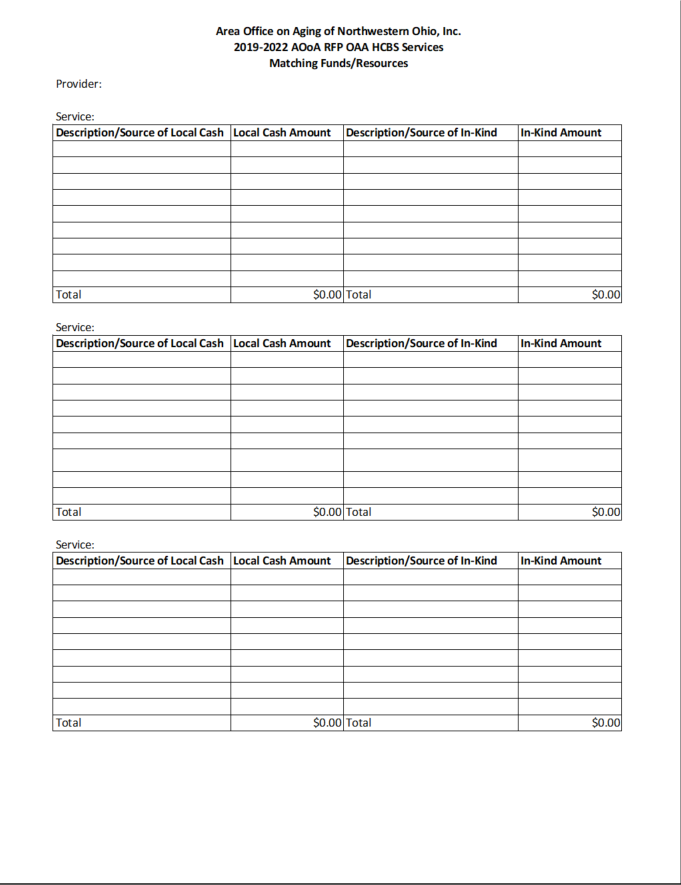 Area Office on Aging of Northwestern Ohio, Inc.
2019-2022 AOoA RFP OAA HCBS Services
Matching Funds/Resources
Provider:
Service:
Description/Source of Local Cash Local Cash Amount Description/Source of In-Kind In-Kind Amount
Total $0.00 Total $0.00
Service:
Description/Source of Local Cash Local Cash Amount Description/Source of In-Kind In-Kind Amount
Total $0.00 Total $0.00
Service:
Description/Source of Local Cash Local Cash Amount Description/Source of In-Kind In-Kind Amount
Total $0.00 Total $0.00